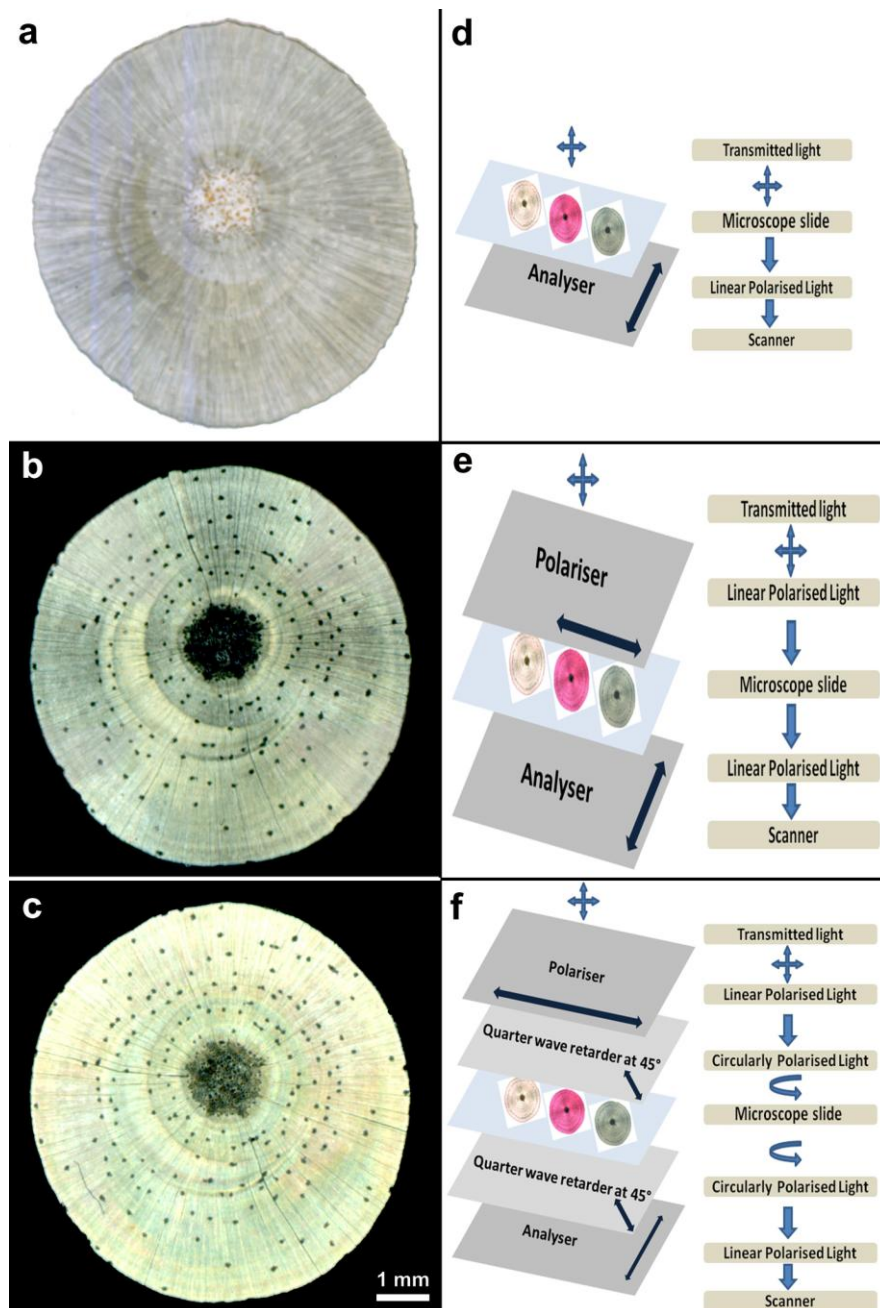 a
b
c
1 mm
d
Analyser
Transmitted light
Microscope slide
Linear Polarised Light
Scanner
e
Polariser
Analyser
Transmitted light
Linear Polarised Light
Microscope slide
Linear Polarised Light
Scanner
f
Polariser
Quarter wave retarder at 45°
Quarter wave retarder at 45°
Analyser
Transmitted light
Linear Polarised Light
Circularly Polarised Light
Microscope slide
Circularly Polarised Light
Linear Polarised Light
Scanner